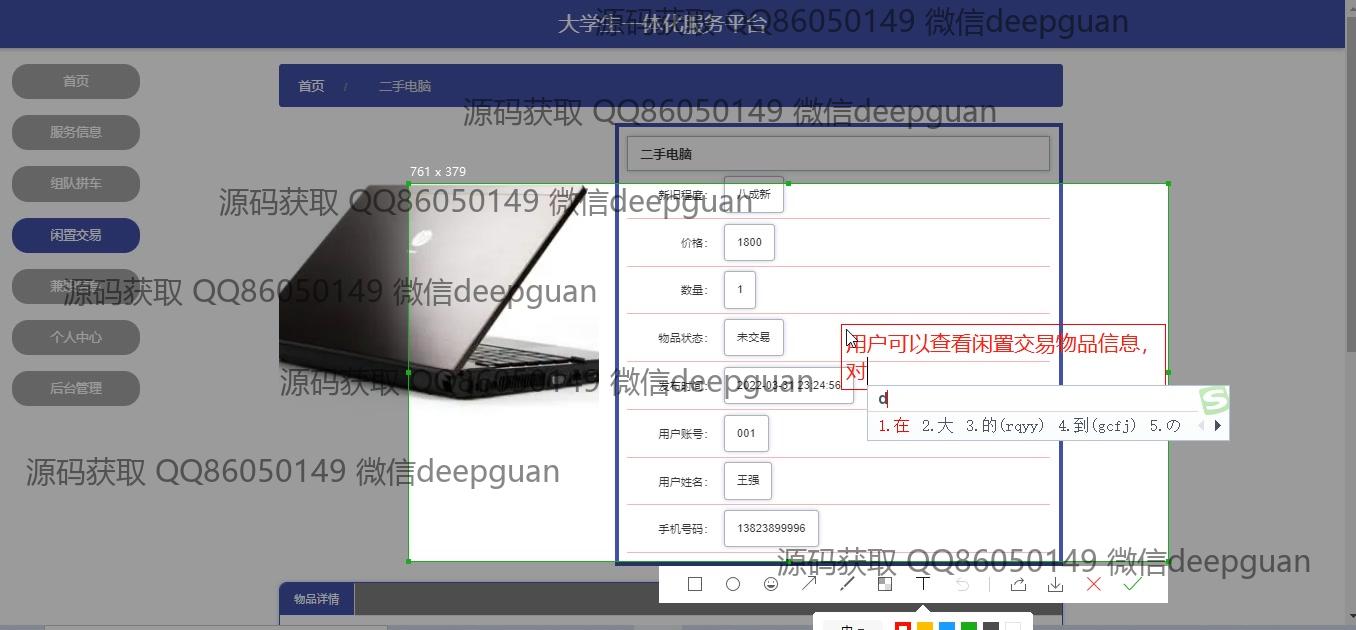 大学生一体化服务平台
源码获取 QQ86050149 微信deepguan
首页
首页 / 二手电脑
服务信息
源码获取 QQ86050149 微信deepguan
二手电脑
761 x 379
组队拼车
新旧程度： 八成新
源码获取 QQ86050149 微信deepguan
闲置交易
价格： 1800
数量： 1
源码获取 QQ86050149 微信deepguan
个人中心
物品状态： 未交易
用户可以查看闲置交易物品信息，
对
后台管理
发布时间： 2022-03-31 23:24:56
源码获取 QQ86050149 微信deepguan
d
1.在 2.大 3.的(rqyy) 4.到(gcfj) 5.の
用户账号： 001
源码获取 QQ86050149 微信deepguan
用户姓名： 王强
手机号码： 13823899996
源码获取 QQ86050149 微信deepguan
物品详情